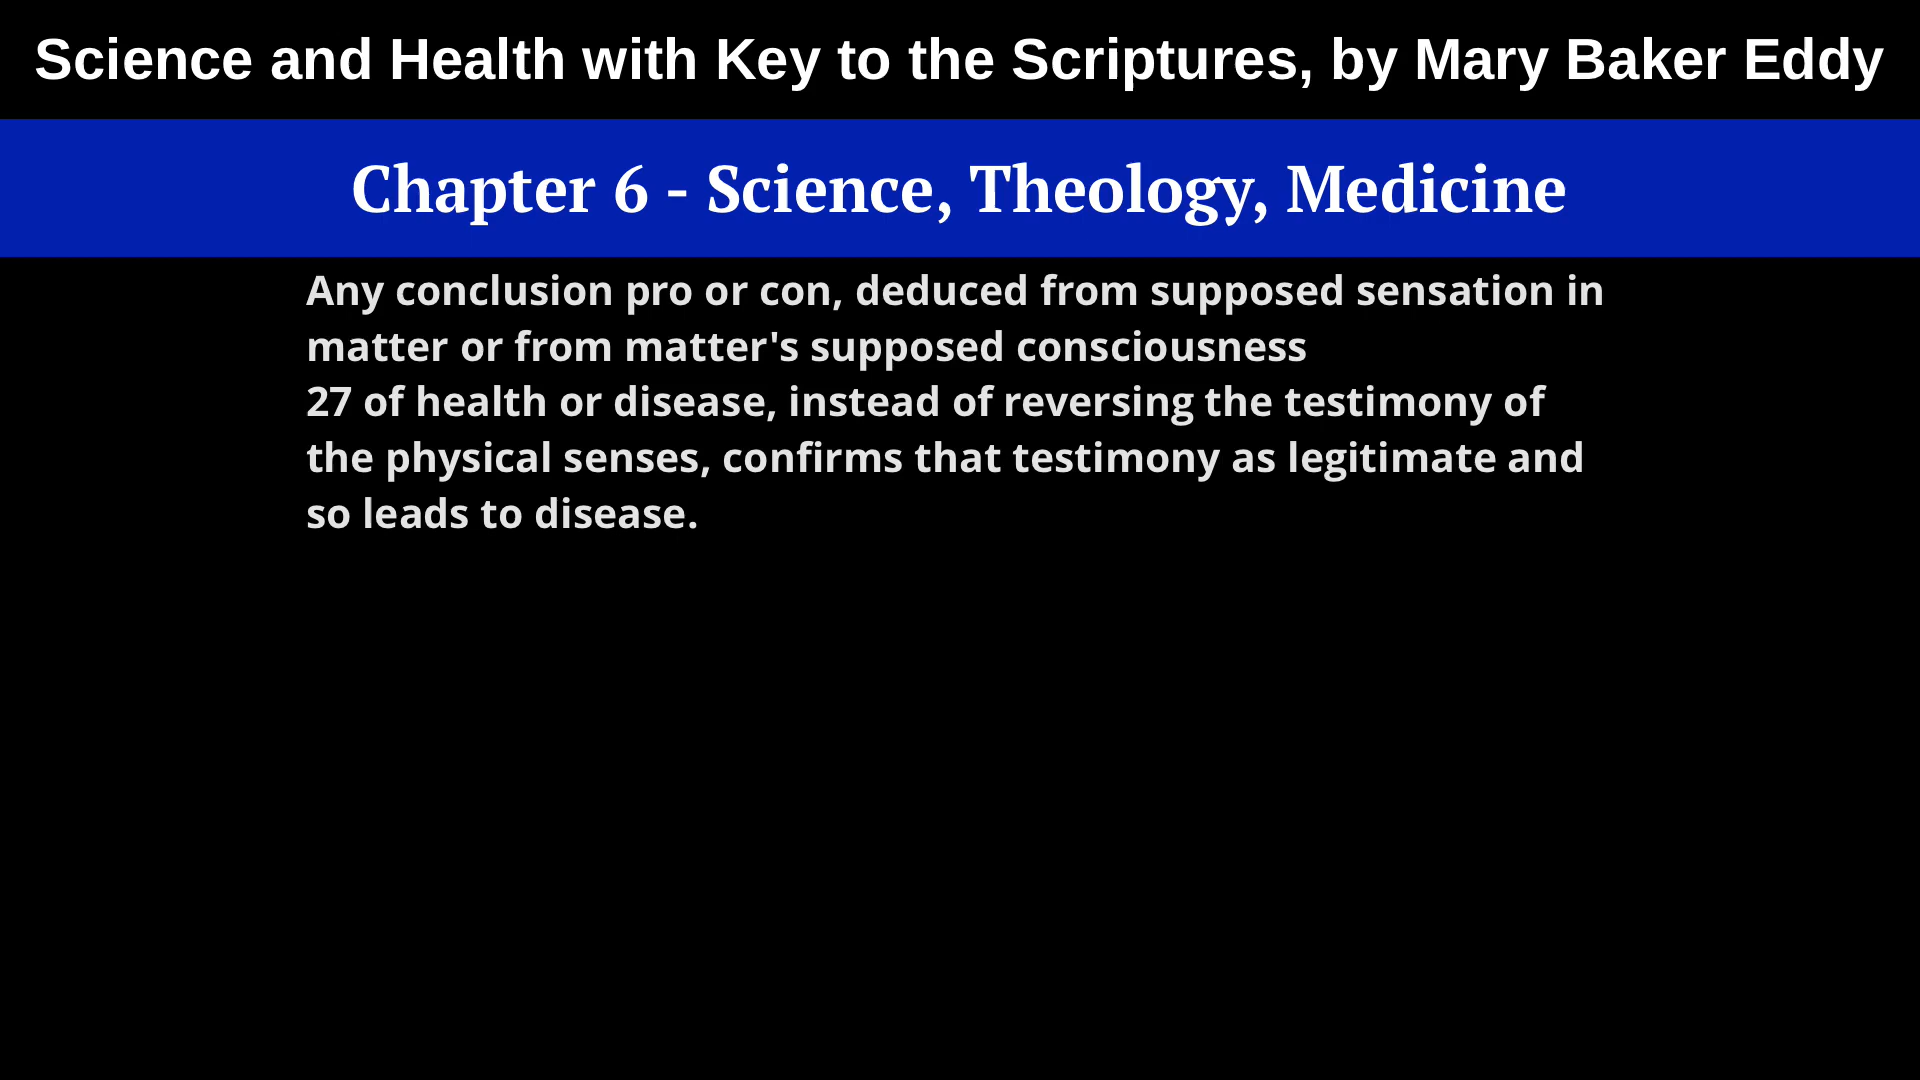 Science and Health with Key to the Scriptures, by Mary Baker Eddy
Chapter 6 - Science, Theology, Medicine
Any conclusion pro or con, deduced from supposed sensation in
matter or from matter's supposed consciousness
27 of health or disease, instead of reversing the testimony of
the physical senses, confirms that testimony as legitimate and
so leads to disease.